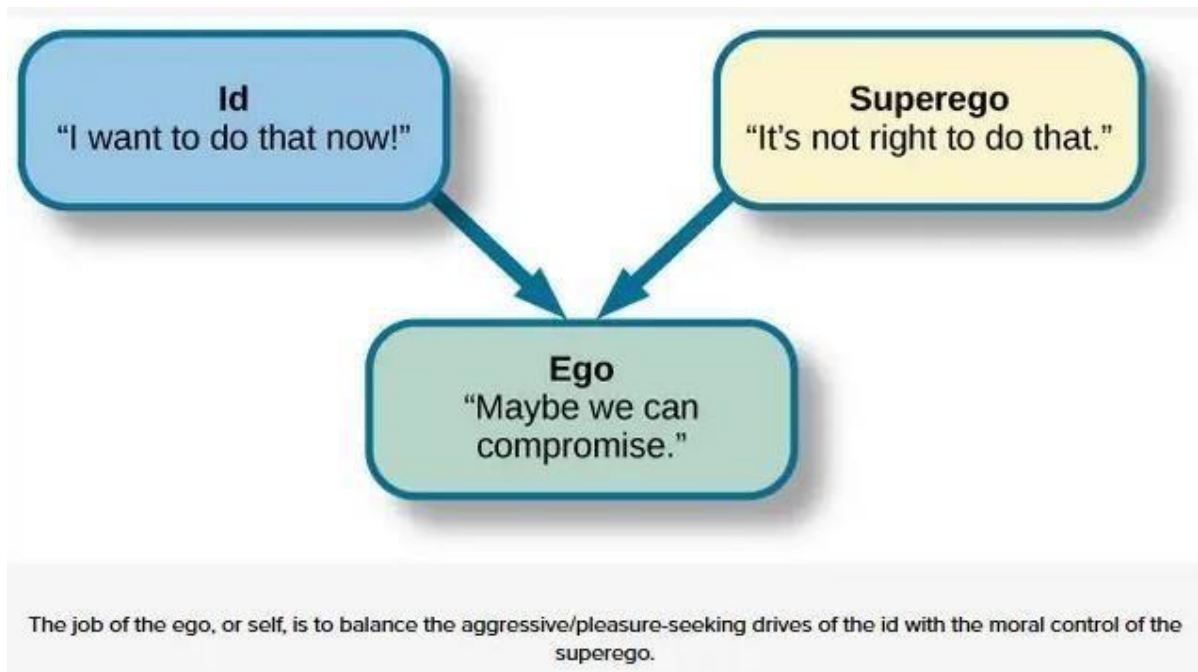 Id
“I want to do that now!”
Superego
“It’s not right to do that.”
Ego
“Maybe we can
compromise.”
The job of the ego, or self, is to balance the aggressive/pleasure-seeking drives of the id with the moral control of the
superego.